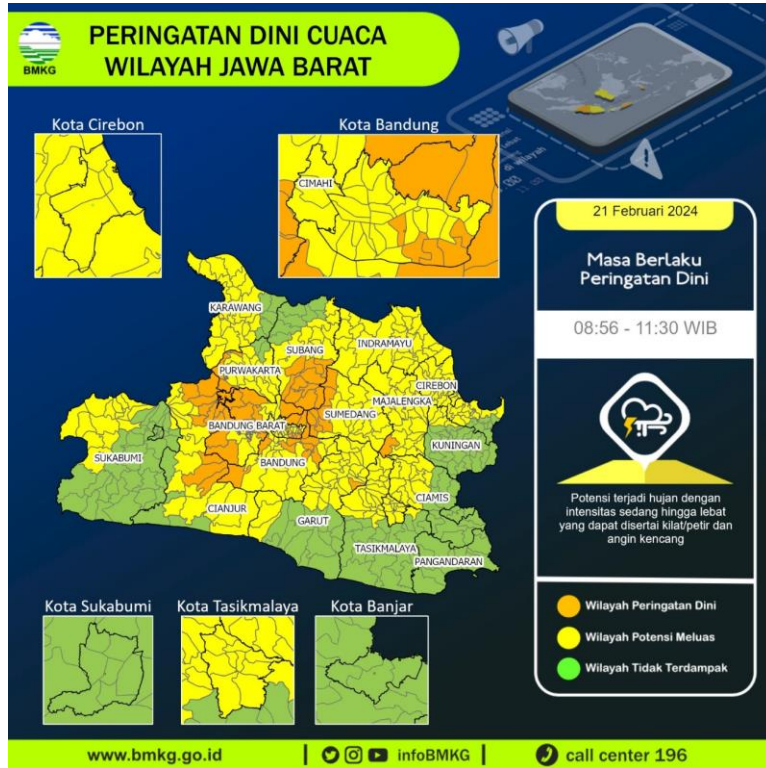 PERINGATAN DINI CUACA
WILAYAH JAWA BARAT
BMKG
Kota Cirebon
Kota Bandung
CIMAHI
di wilayah
21 Februari 2024
Masa Berlaku
Peringatan Dini
08:56 - 11:30 WIB
Potensi terjadi hujan dengan
intensitas sedang hingga lebat
yang dapat disertai kilat/petir dan
angin kencang
Wilayah Peringatan Dini
Wilayah Potensi Meluas
Wilayah Tidak Terdampak
KARAWANG
SUBANG
INDRAMAYU
PURWAKARTA
CIREBON
MAJALENGKA
SUMEDANG
BANDUNG BARAT
KUNINGAN
SUKABUMI
BANDUNG
CIAMIS
CIANJUR
GARUT
TASIKMALAYA
PANGANDARAN
Kota Sukabumi
Kota Tasikmalaya
Kota Banjar
www.bmkg.go.id
infoBMKG
call center 196